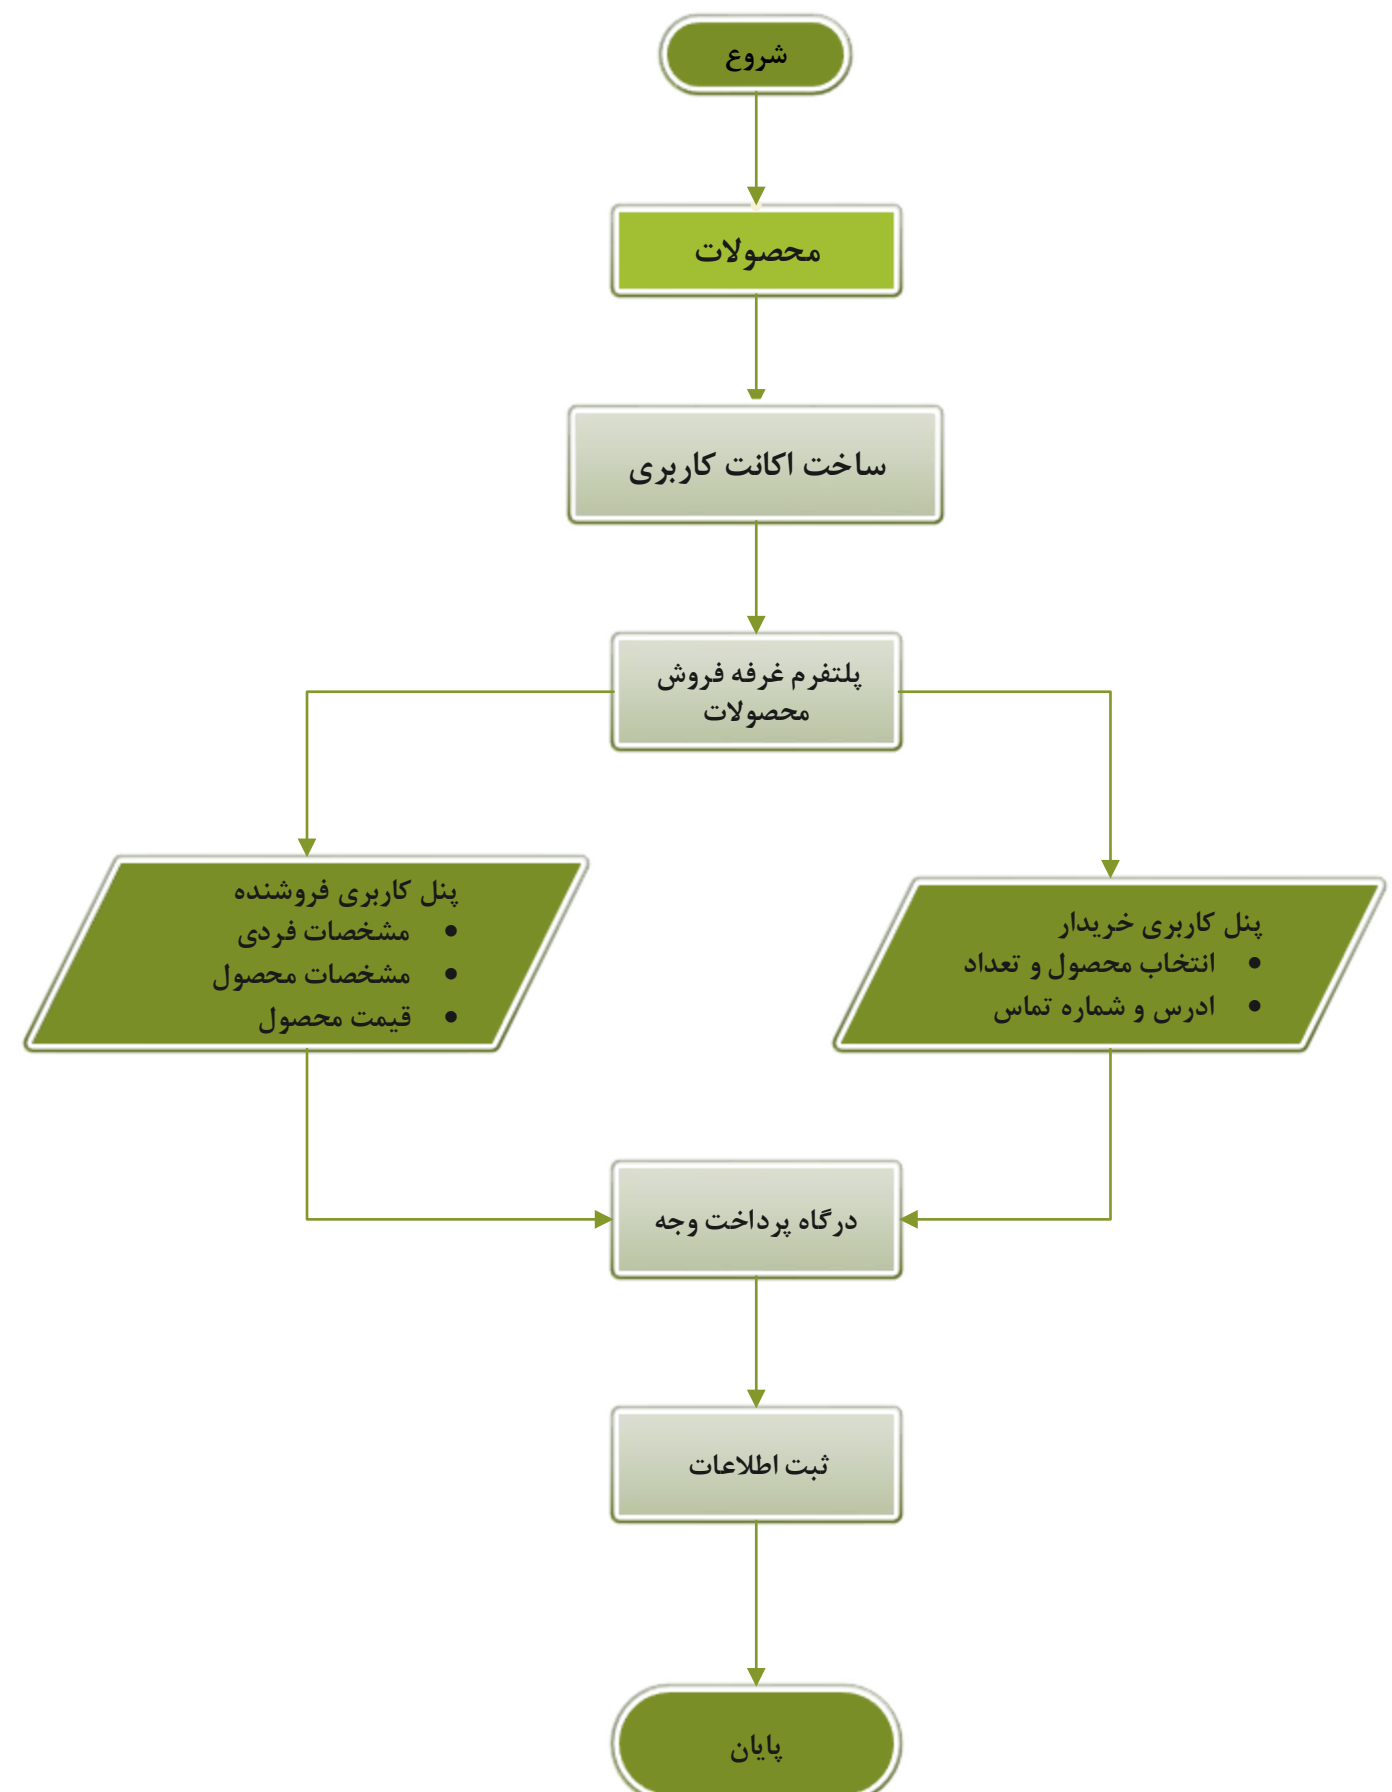 شروع
محصولات
ساخت اکانت کاربری
پلتفرم غرفه فروش
محصولات
پنل کاربری خریدار
• انتخاب محصول و تعداد
• ادرس و شماره تماس
پنل کاربری فروشنده
• مشخصات فردی
• مشخصات محصول
• قیمت محصول
درگاه پرداخت وجه
ثبت اطلاعات
پایان